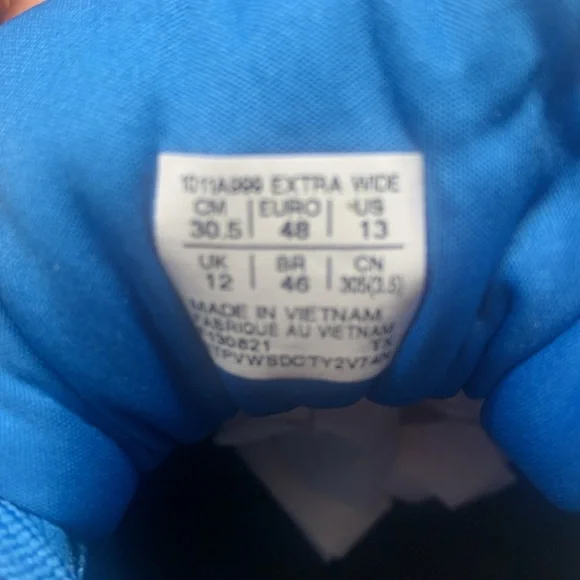 1011A999 EXTRA WIDE
CM | EURO | US
30.5 | 48 | 13
UK | BR | CN
12 | 46 | 305(3.5)
MADE IN VIETNAM
FABRIQUE AU VIETNAM
130821 TX